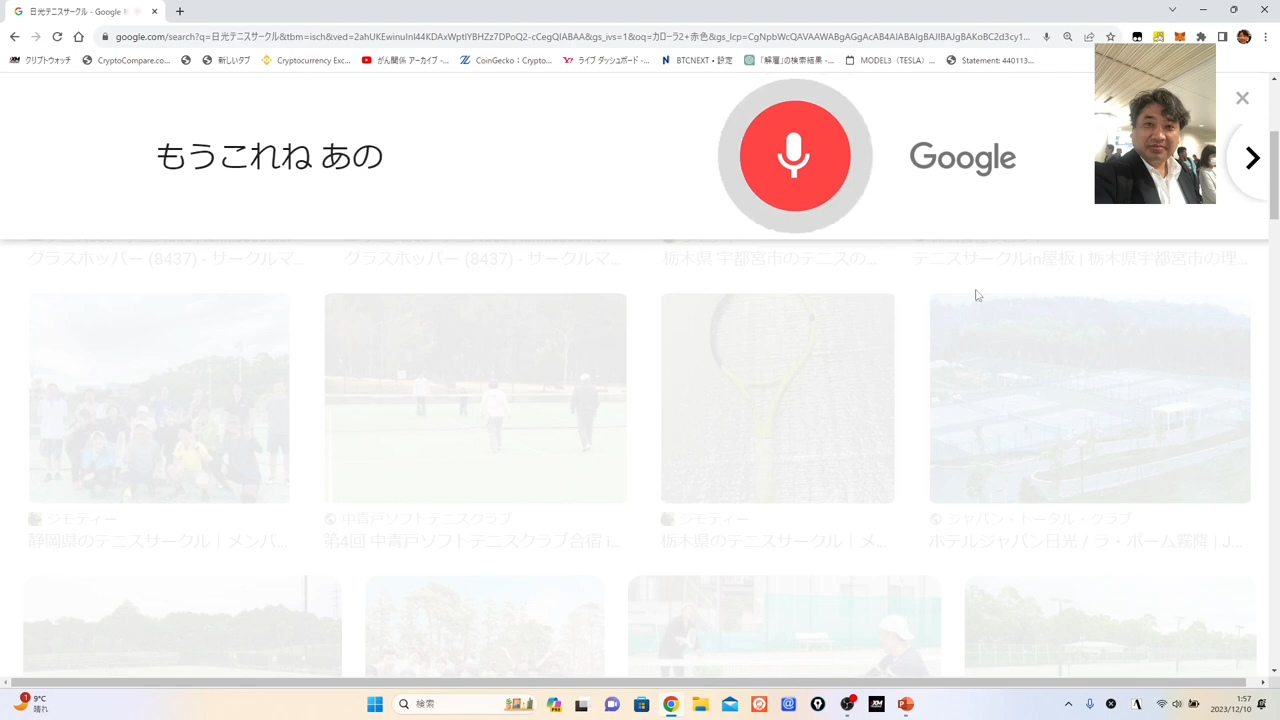 日光テニスサークル - Google 検
google.com/search?q=日光テニスサークル&tbm=isch&ved=2ahUKEwinuInI44KDAxWptlYBHZz7DPoQ2-cCegQIABAA&gs_ivs=1&oq=カローラ2+赤色&gs_lcp=CgNpbWcQAVAAWABgAGgAcAB4AIABAIgBAJIBAJgBAKoBC2d3cy1...
クリプトウォッチ CryptoCompare.co... 新しいタブ Cryptocurrency Exc... がん関係 アーカイブ -... CoinGecko：Crypto... ライブ ダッシュボード -... BTCNEXT • 設定 「解雇」の検索結果 -... MODEL3（TESLA）... Statement: 440113...
もうこれね あの
Google
グラスホッパー (8437) - サークルマ...
グラスホッパー (8437) - サークルマ...
栃木県 宇都宮市のテニスの...
テニスサークルin屋板 | 栃木県宇都宮市の理...
ジモティー
静岡県のテニスサークル｜メンバ...
中青戸ソフトテニスクラブ
第4回 中青戸ソフトテニスクラブ合宿 i...
ジモティー
栃木県のテニスサークル｜メ...
ジャパン・トータル・クラブ
ホテルジャパン日光 / ラ・ポーム霧降 | J...
1
9°C
晴れ
検索
1:57
2023/12/10